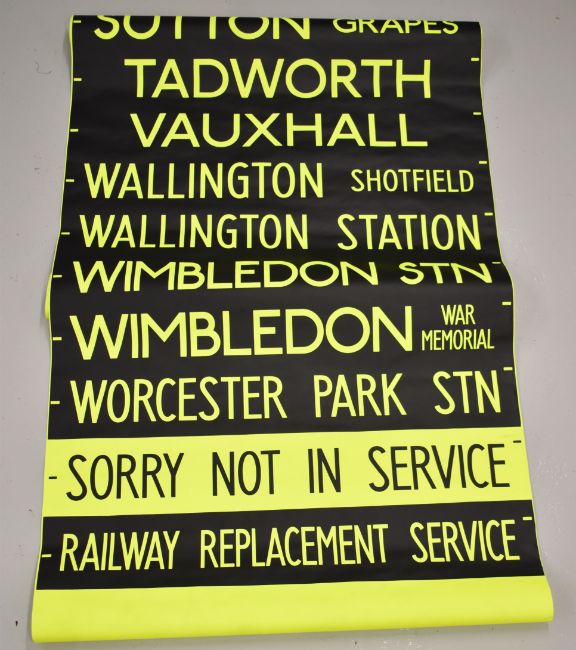 SUTTON GRAPES
TADWORTH
VAUXHALL
WALLINGTON SHOTFIELD
WALLINGTON STATION
WIMBLEDON STN
WIMBLEDON WAR MEMORIAL
WORCESTER PARK STN
SORRY NOT IN SERVICE
RAILWAY REPLACEMENT SERVICE